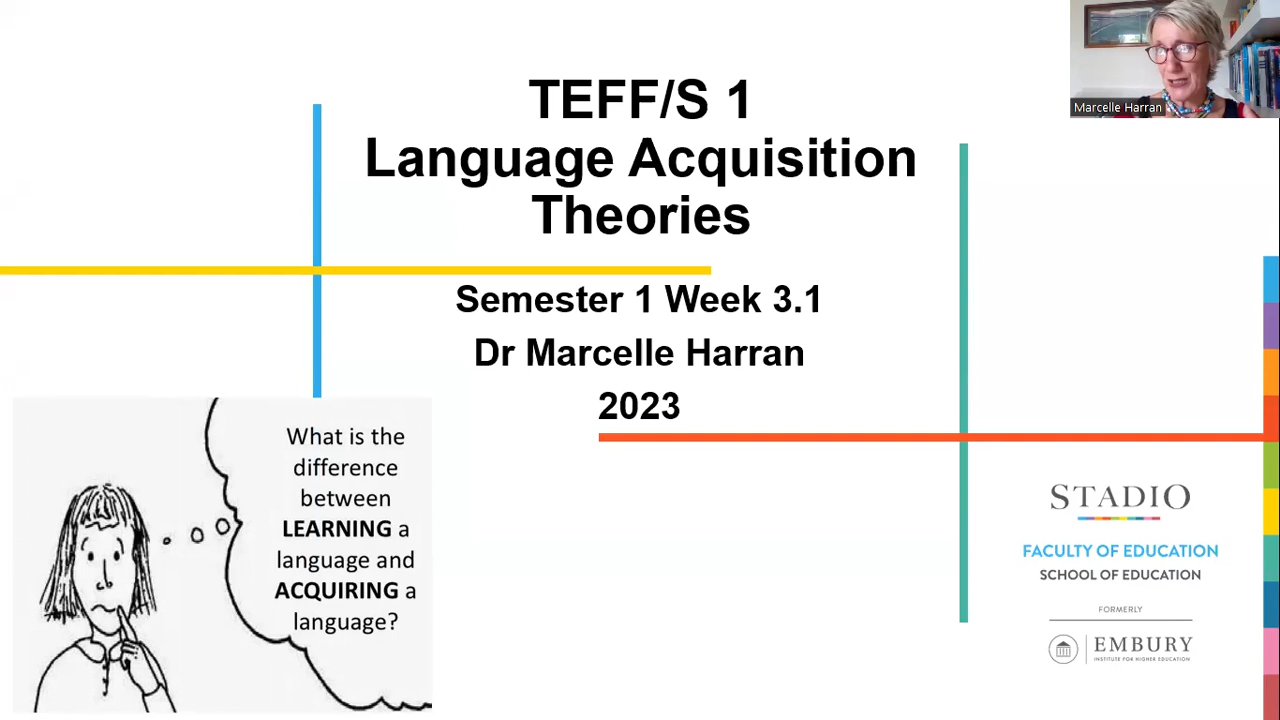 TEFF/S 1
Language Acquisition
Theories
Semester 1 Week 3.1
Dr Marcelle Harran
2023
Marcelle Harran
What is the
difference
between
LEARNING a
language and
ACQUIRING a
language?
STADIO
FACULTY OF EDUCATION
SCHOOL OF EDUCATION
FORMERLY
EMBURY
INSTITUTE FOR HIGHER EDUCATION